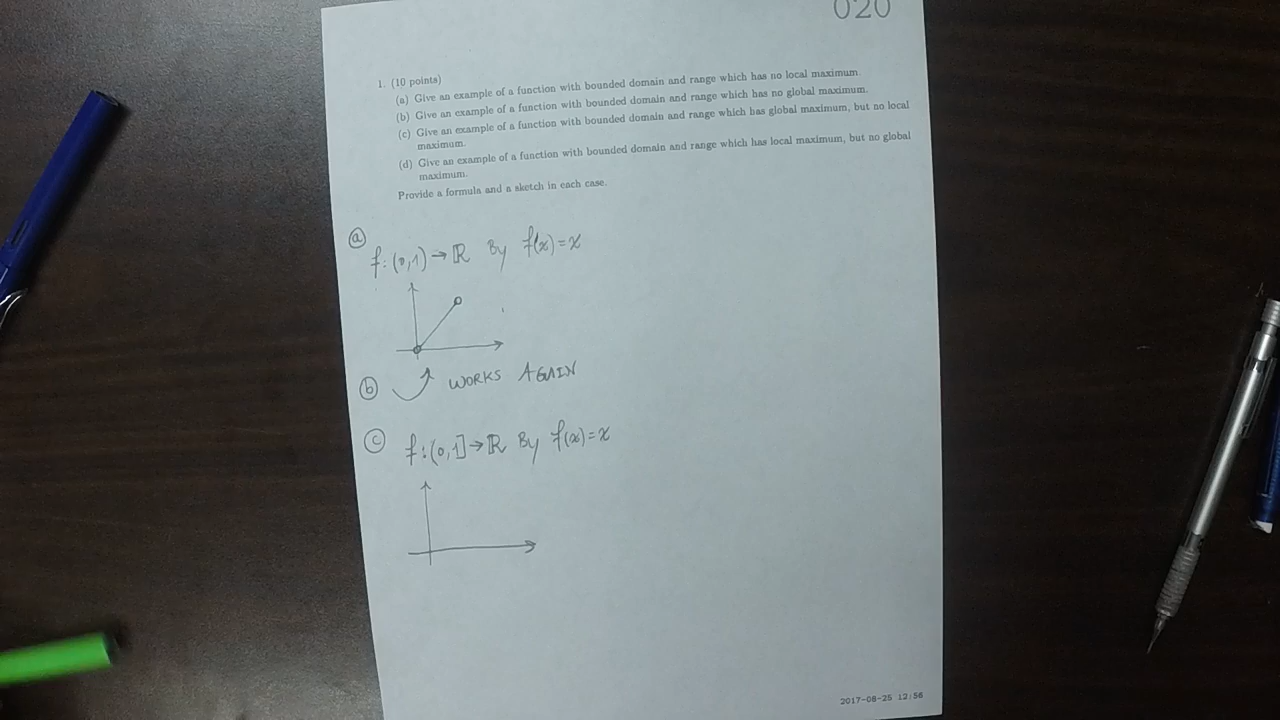 020
1. (10 points)
(a) Give an example of a function with bounded domain and range which has no local maximum.
(b) Give an example of a function with bounded domain and range which has no global maximum.
(c) Give an example of a function with bounded domain and range which has global maximum, but no local
maximum.
(d) Give an example of a function with bounded domain and range which has local maximum, but no global
maximum.
Provide a formula and a sketch in each case.
ⓐ
f:(0,1)→ℝ By f(x)=x
ⓑ WORKS AGAIN
ⓒ f:(0,1]→ℝ By f(x)=x
2017-08-25 12:56